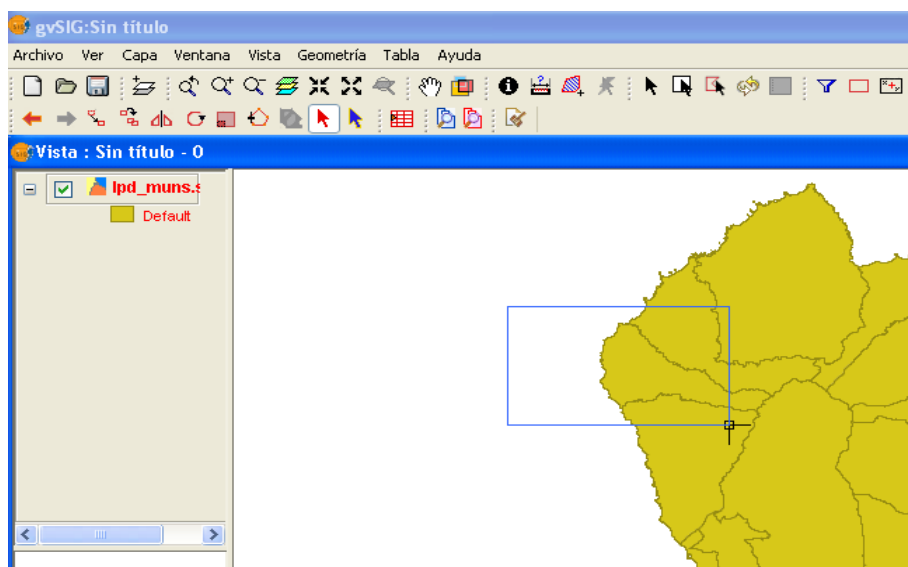 gvSIG:Sin título
Archivo Ver Capa Ventana Vista Geometría Tabla Ayuda
Vista : Sin título - 0
lpd_muns.s
Default